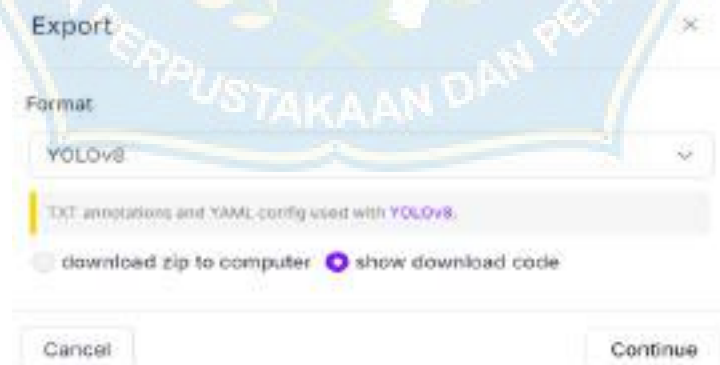 Export
PERPUSTAKAAN DAN PE
Format
YOLOv8
TXT annotations and YAML config used with YOLOv8.
download zip to computer show download code
Cancel Continue